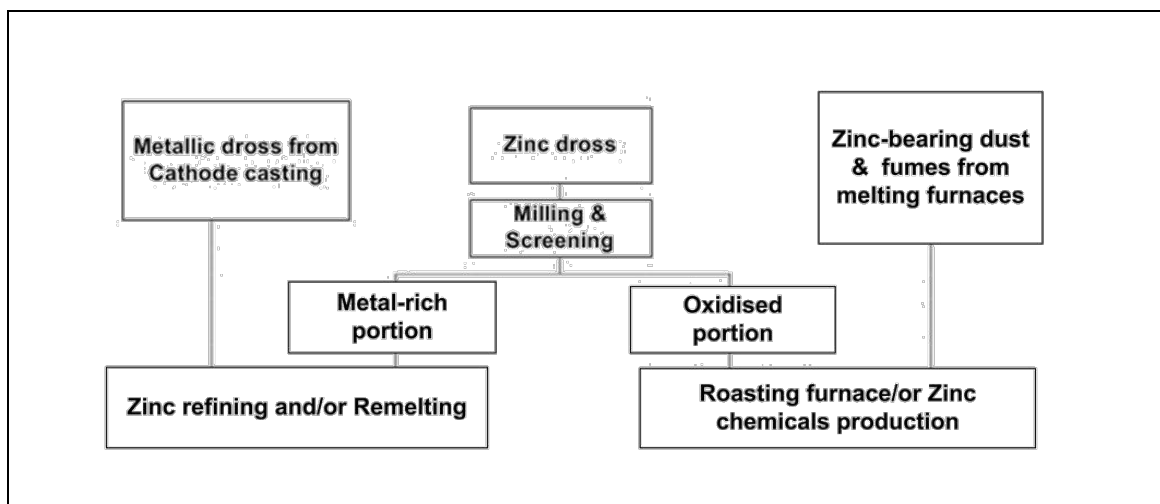 Metallic dross from
Cathode casting
Zinc dross
Zinc-bearing dust
& fumes from
melting furnaces
Milling &
Screening
Metal-rich
portion
Oxidised
portion
Zinc refining and/or Remelting
Roasting furnace/or Zinc
chemicals production